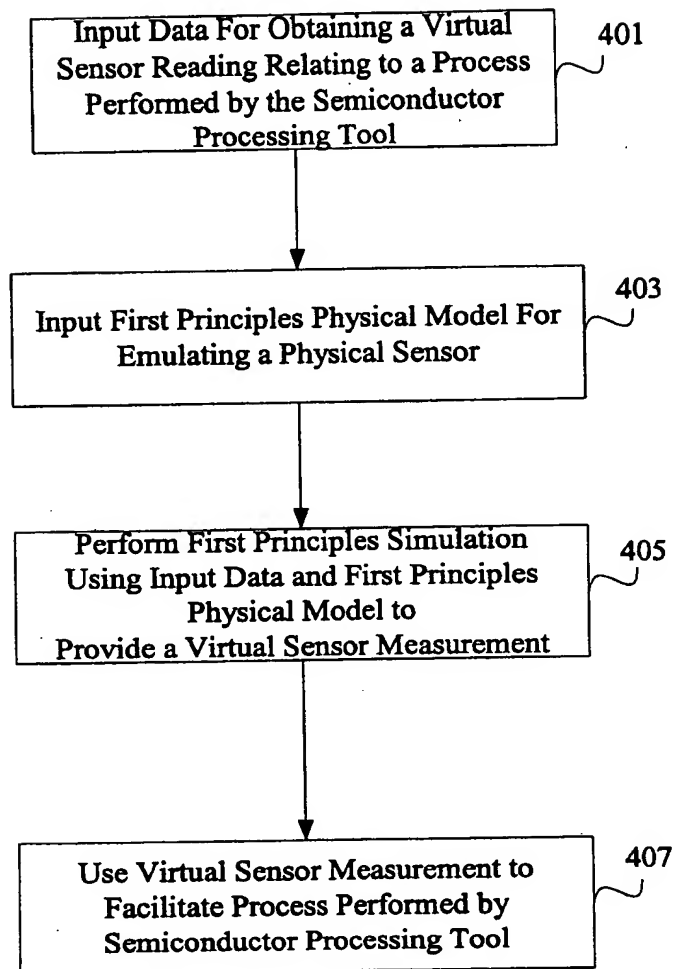 Input Data For Obtaining a Virtual
Sensor Reading Relating to a Process
Performed by the Semiconductor
Processing Tool
401
Input First Principles Physical Model For
Emulating a Physical Sensor
403
Perform First Principles Simulation
Using Input Data and First Principles
Physical Model to
Provide a Virtual Sensor Measurement
405
Use Virtual Sensor Measurement to
Facilitate Process Performed by
Semiconductor Processing Tool
407